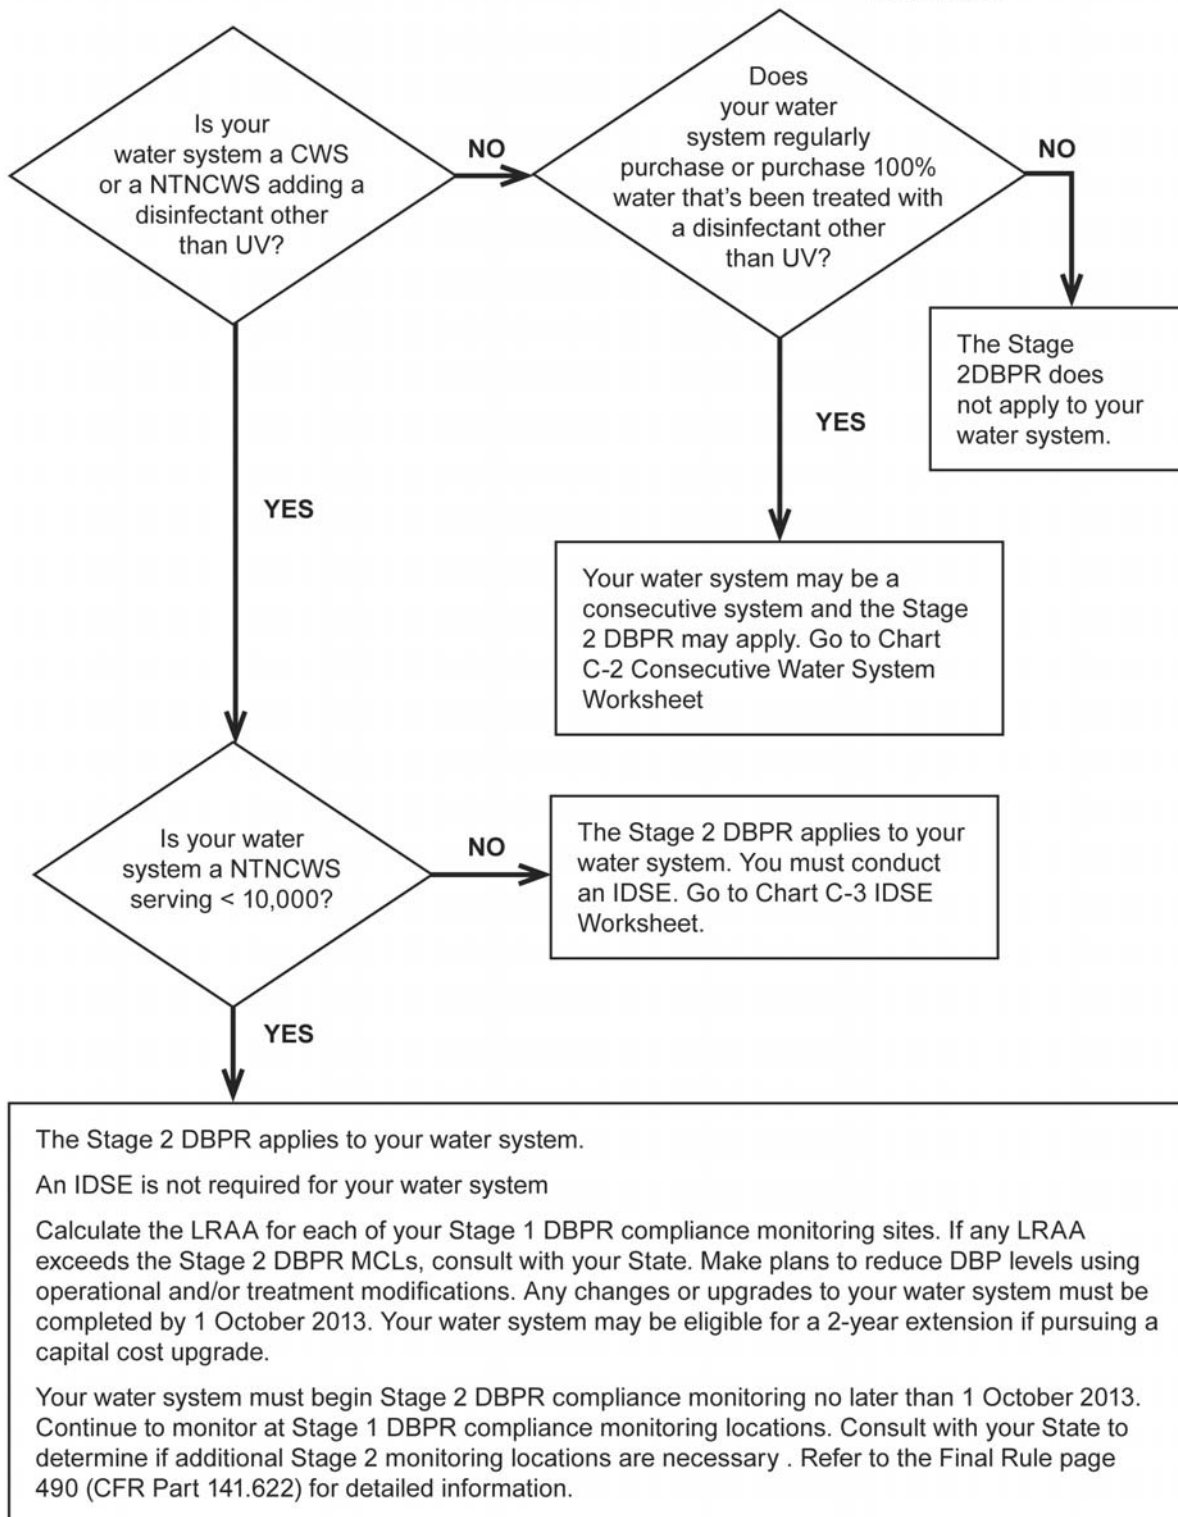 Is your
water system a CWS
or a NTNCWS adding a
disinfectant other
than UV?
NO
Does
your water
system regularly
purchase or purchase 100%
water that's been treated with
a disinfectant other
than UV?
NO
The Stage
2DBPR does
not apply to your
water system.
YES
YES
Your water system may be a
consecutive system and the Stage
2 DBPR may apply. Go to Chart
C-2 Consecutive Water System
Worksheet
Is your water
system a NTNCWS
serving < 10,000?
NO
The Stage 2 DBPR applies to your
water system. You must conduct
an IDSE. Go to Chart C-3 IDSE
Worksheet.
YES
The Stage 2 DBPR applies to your water system.
An IDSE is not required for your water system
Calculate the LRAA for each of your Stage 1 DBPR compliance monitoring sites. If any LRAA
exceeds the Stage 2 DBPR MCLs, consult with your State. Make plans to reduce DBP levels using
operational and/or treatment modifications. Any changes or upgrades to your water system must be
completed by 1 October 2013. Your water system may be eligible for a 2-year extension if pursuing a
capital cost upgrade.
Your water system must begin Stage 2 DBPR compliance monitoring no later than 1 October 2013.
Continue to monitor at Stage 1 DBPR compliance monitoring locations. Consult with your State to
determine if additional Stage 2 monitoring locations are necessary . Refer to the Final Rule page
490 (CFR Part 141.622) for detailed information.